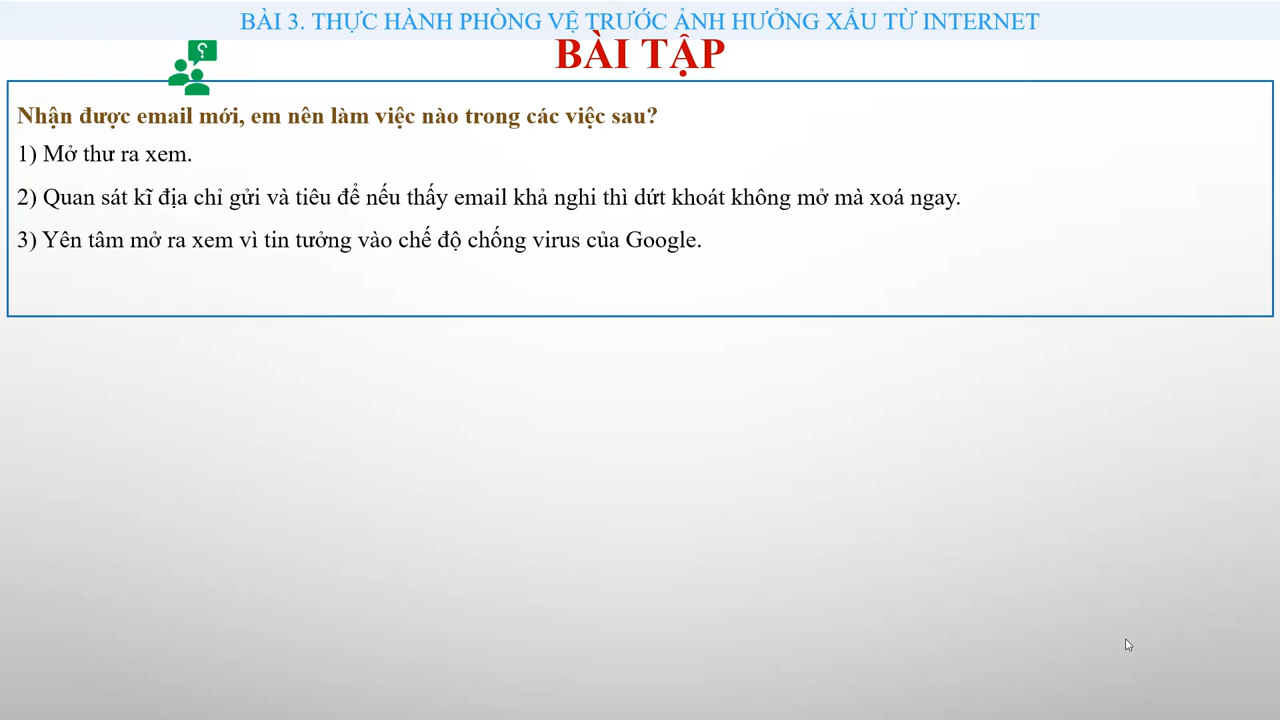 BÀI 3. THỰC HÀNH PHÒNG VỆ TRƯỚC ẢNH HƯỞNG XẤU TỪ INTERNET
BÀI TẬP
Nhận được email mới, em nên làm việc nào trong các việc sau?
1) Mở thư ra xem.
2) Quan sát kĩ địa chỉ gửi và tiêu để nếu thấy email khả nghi thì dứt khoát không mở mà xoá ngay.
3) Yên tâm mở ra xem vì tin tưởng vào chế độ chống virus của Google.